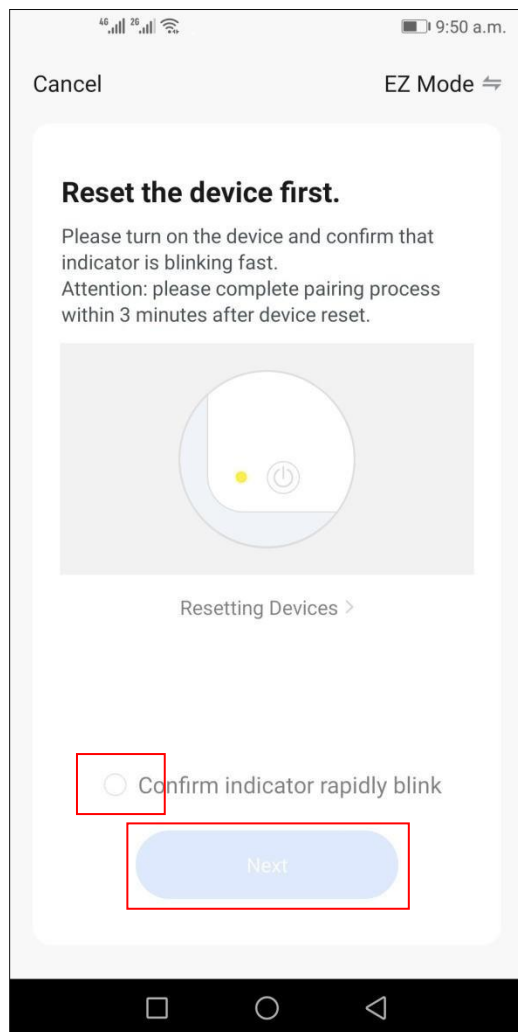 46 26 9:50 a.m.
Cancel EZ Mode
Reset the device first.
Please turn on the device and confirm that
indicator is blinking fast.
Attention: please complete pairing process
within 3 minutes after device reset.
Resetting Devices >
Confirm indicator rapidly blink
Next